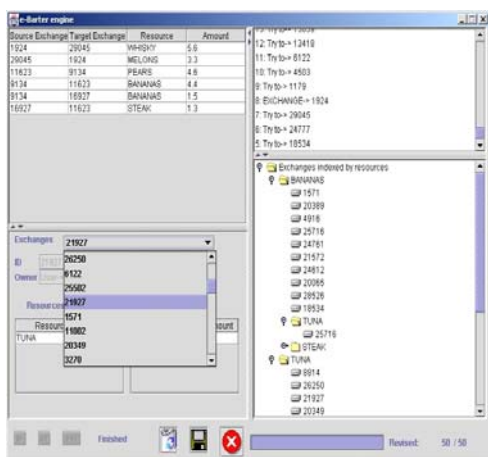 e-Barter engine
Source Exchange Target Exchange Resource Amount
1924 29045 WHISKY 5.6
29045 1924 MELONS 3.3
11623 9134 PEARS 4.6
9134 11623 BANANAS 4.4
9134 16927 BANANAS 1.5
16927 11623 STEAK 1.3
12: Try to-> 13419
11: Try to-> 6122
10: Try to-> 4503
9: Try to-> 1179
8: EXCHANGE-> 1924
7: Try to-> 29045
6: Try to-> 24777
5: Try to-> 18534
Exchanges indexed by resources
BANANAS
1571
20389
4916
25716
24761
21572
24612
20065
28526
18534
TUNA
25716
STEAK
TUNA
8914
26250
21927
20349
Exchanges 21927
ID
Owner
26250
6122
25502
21927
1571
11002
20349
3270
Resources
TUNA
Finished
Revised: 50 / 50